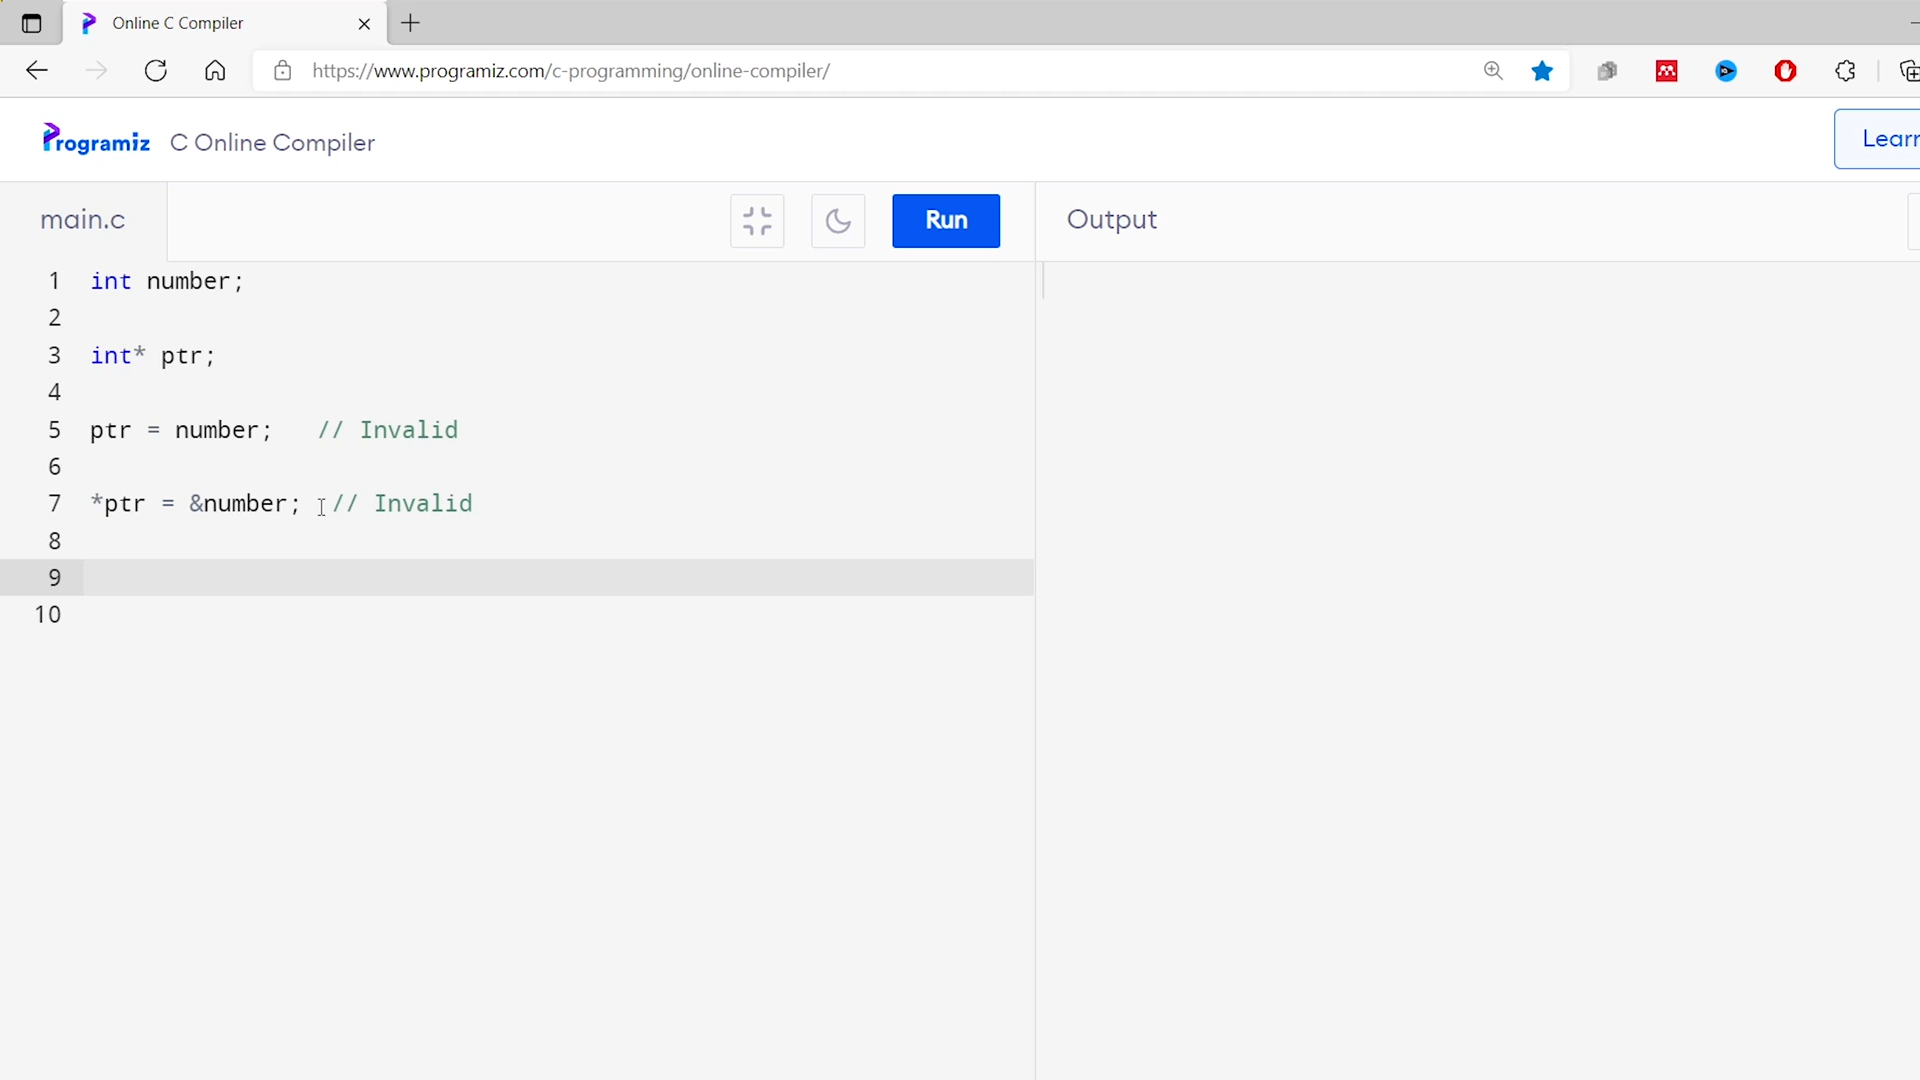 Online C Compiler
https://www.programiz.com/c-programming/online-compiler/
Programiz C Online Compiler
Learn
main.c
Run
Output
1 int number;
2
3 int* ptr;
4
5 ptr = number;   // Invalid
6
7 *ptr = &number;  // Invalid
8
9
10